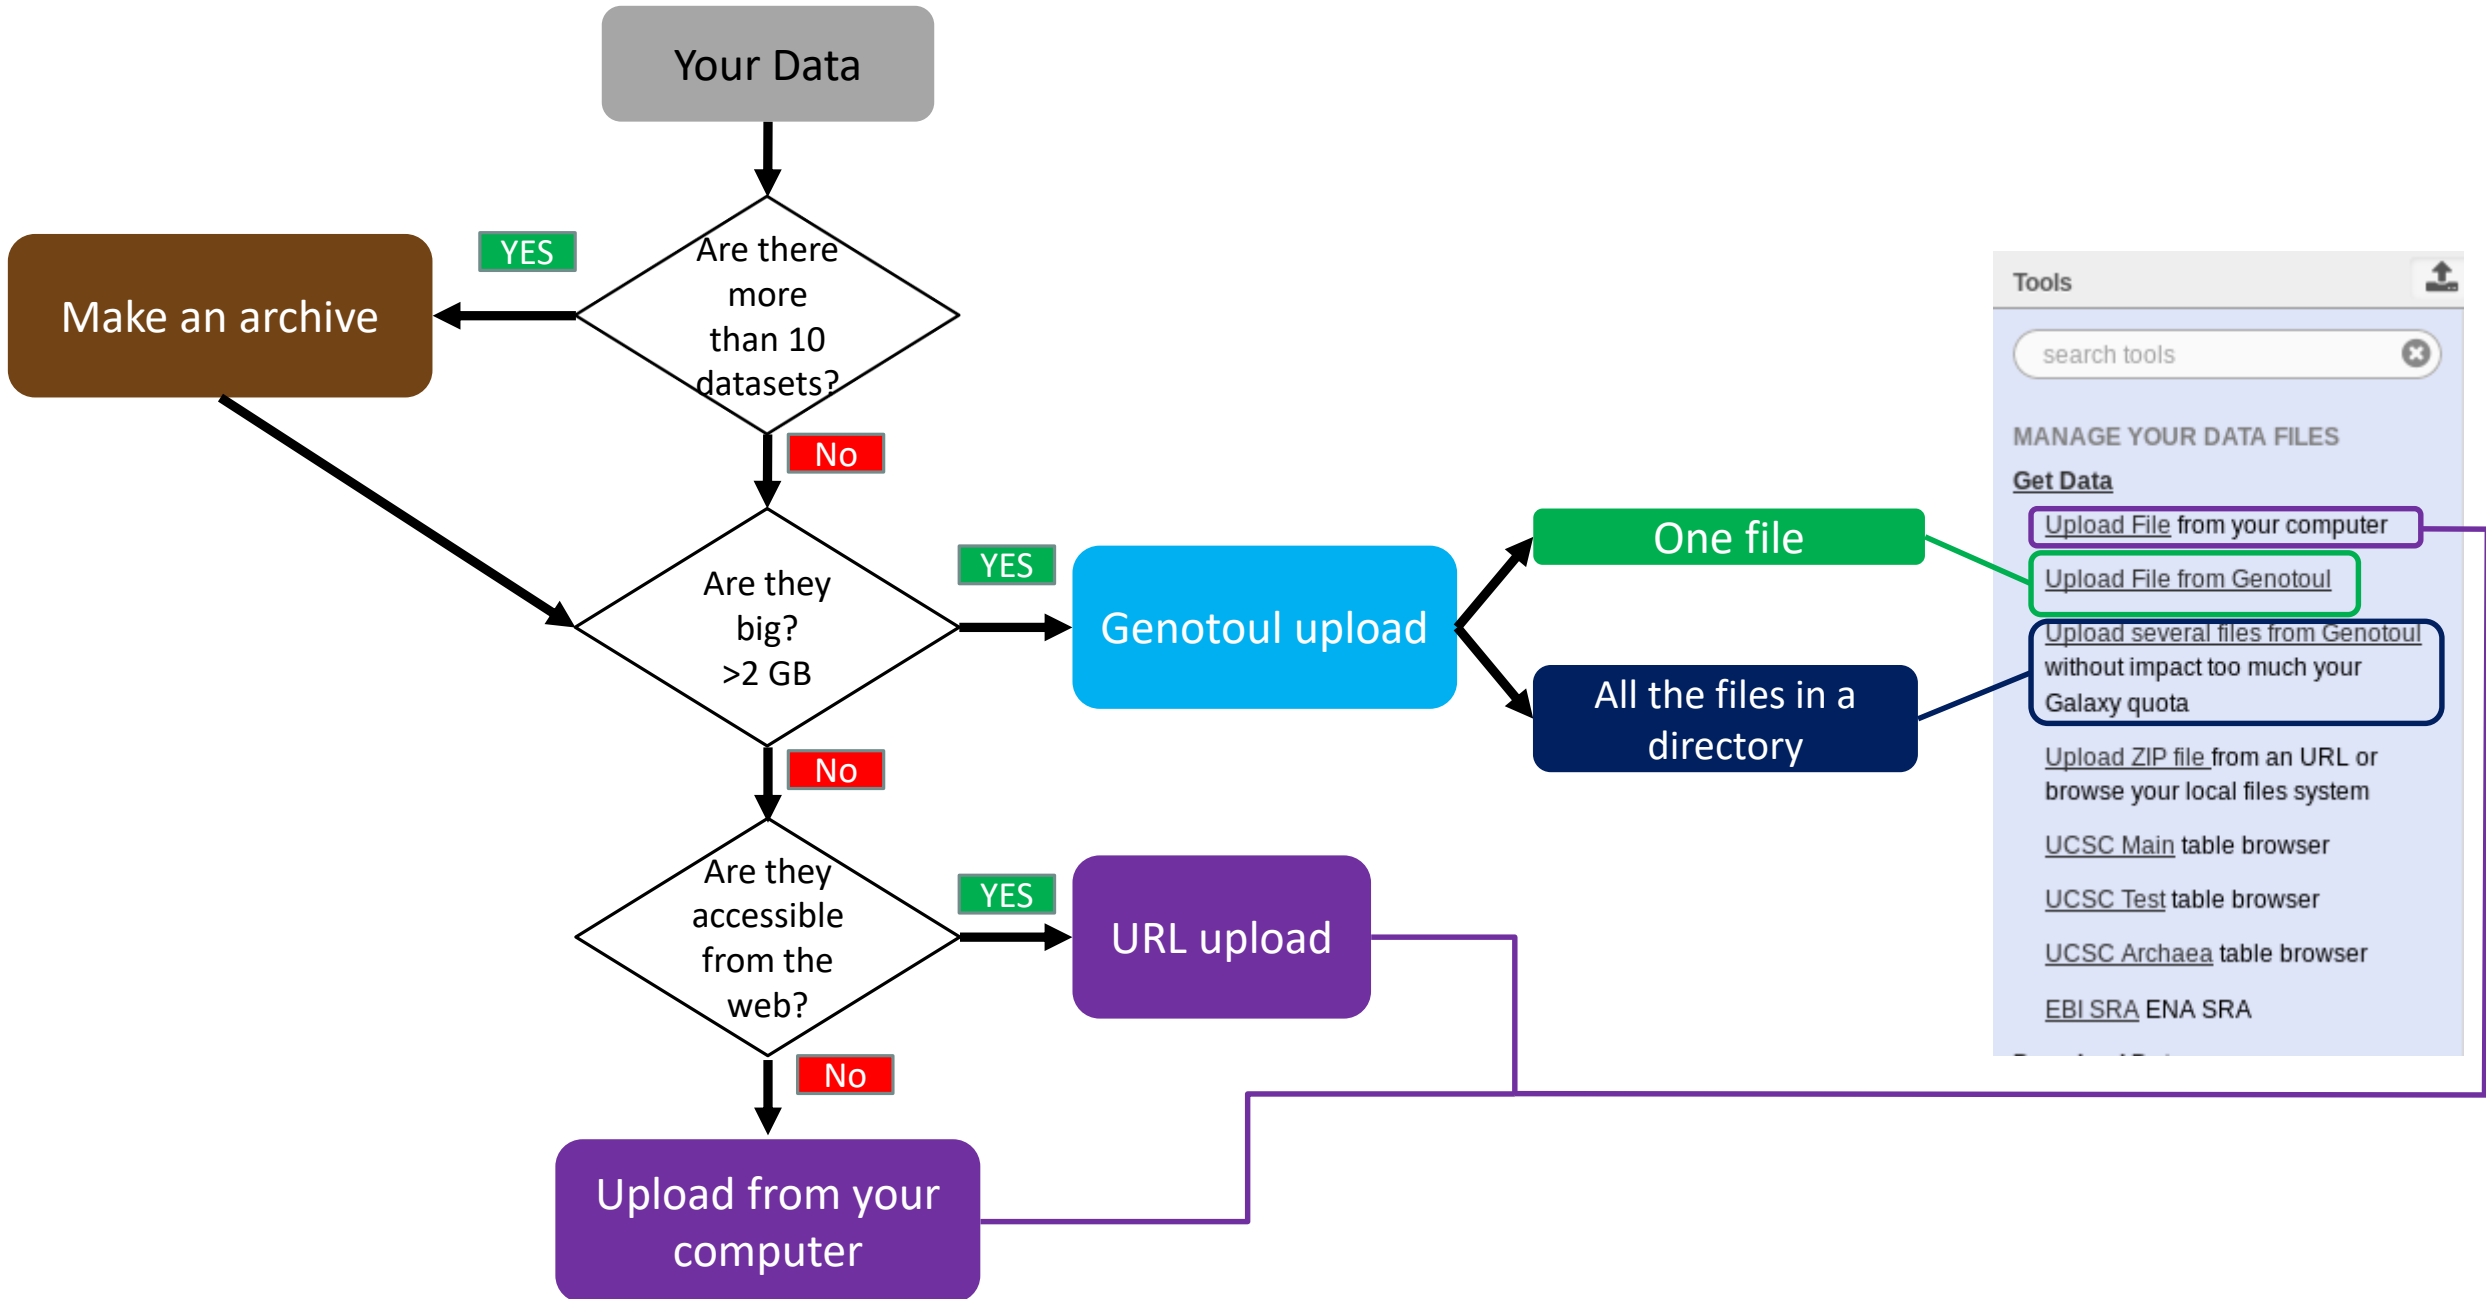 Your Data
Are there
more
than 10
datasets?
YES
Make an archive
No
Are they
big?
>2 GB
YES
Genotoul upload
One file
All the files in a
directory
No
Are they
accessible
from the
web?
YES
URL upload
No
Upload from your
computer
Tools
search tools
MANAGE YOUR DATA FILES
Get Data
Upload File from your computer
Upload File from Genotoul
Upload several files from Genotoul
without impact too much your
Galaxy quota
Upload ZIP file from an URL or
browse your local files system
UCSC Main table browser
UCSC Test table browser
UCSC Archaea table browser
EBI SRA ENA SRA